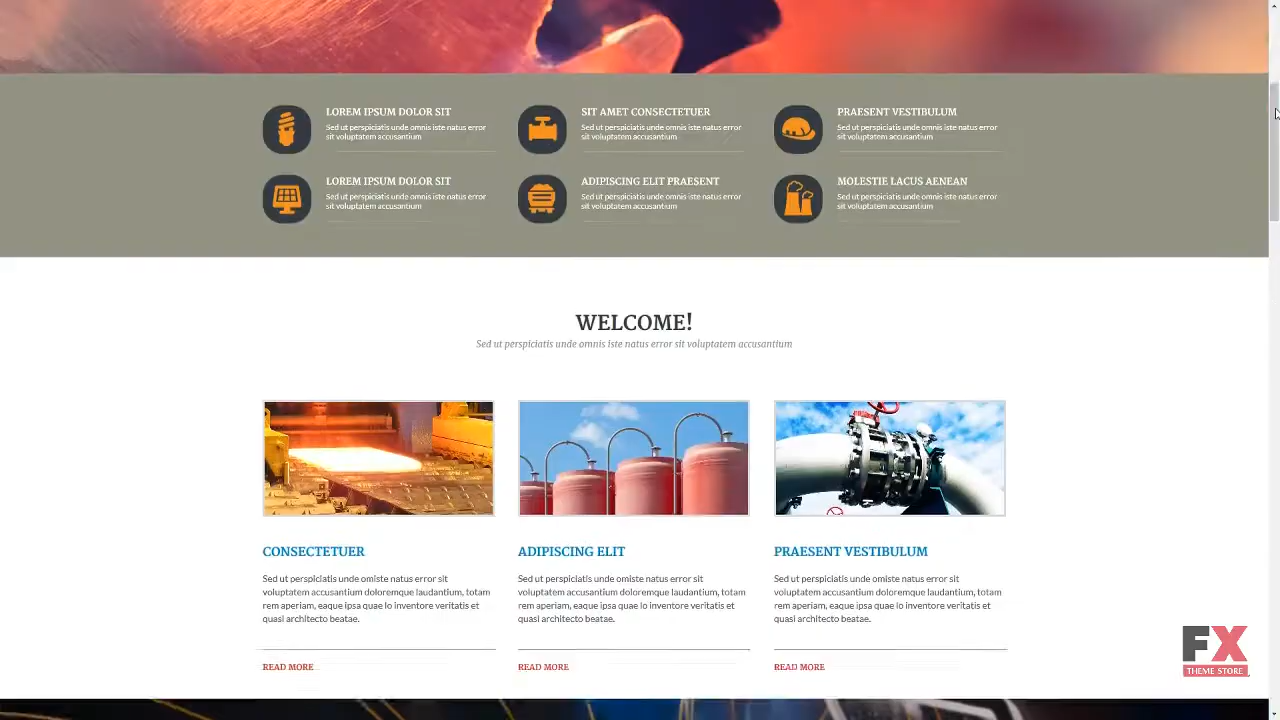 LOREM IPSUM DOLOR SIT
Sed ut perspiciatis unde omnis iste natus error
sit voluptatem accusantium
SIT AMET CONSECTETUER
Sed ut perspiciatis unde omnis iste natus error
sit voluptatem accusantium
PRAESENT VESTIBULUM
Sed ut perspiciatis unde omnis iste natus error
sit voluptatem accusantium
LOREM IPSUM DOLOR SIT
Sed ut perspiciatis unde omnis iste natus error
sit voluptatem accusantium
ADIPISCING ELIT PRAESENT
Sed ut perspiciatis unde omnis iste natus error
sit voluptatem accusantium
MOLESTIE LACUS AENEAN
Sed ut perspiciatis unde omnis iste natus error
sit voluptatem accusantium
WELCOME!
Sed ut perspiciatis unde omnis iste natus error sit voluptatem accusantium
CONSECTETUER
Sed ut perspiciatis unde omiste natus error sit
voluptatem accusantium doloremque laudantium, totam
rem aperiam, eaque ipsa quae lo inventore veritatis et
quasi architecto beatae.
READ MORE
ADIPISCING ELIT
Sed ut perspiciatis unde omiste natus error sit
voluptatem accusantium doloremque laudantium, totam
rem aperiam, eaque ipsa quae lo inventore veritatis et
quasi architecto beatae.
READ MORE
PRAESENT VESTIBULUM
Sed ut perspiciatis unde omiste natus error sit
voluptatem accusantium doloremque laudantium, totam
rem aperiam, eaque ipsa quae lo inventore veritatis et
quasi architecto beatae.
READ MORE
FX
THEME STORE